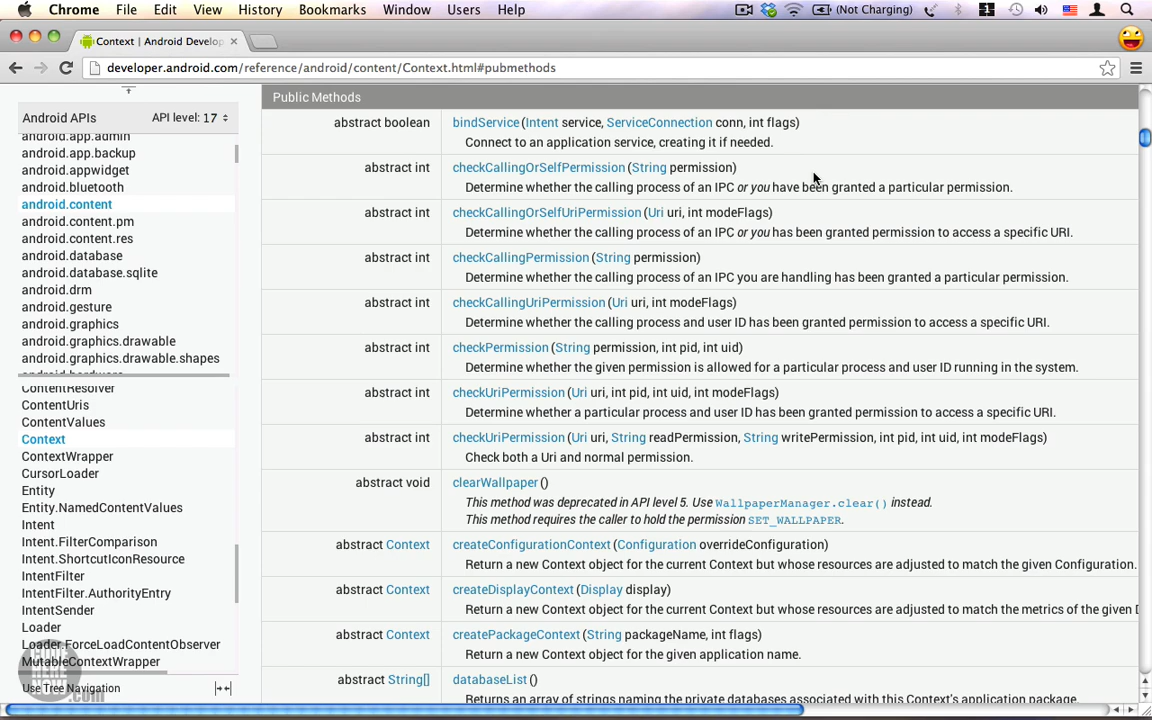 Chrome File Edit View History Bookmarks Window Users Help (Not Charging)
Context | Android Develop
developer.android.com/reference/android/content/Context.html#pubmethods
Android APIs API level: 17
android.app.admin
android.app.backup
android.appwidget
android.bluetooth
android.content
android.content.pm
android.content.res
android.database
android.database.sqlite
android.drm
android.gesture
android.graphics
android.graphics.drawable
android.graphics.drawable.shapes
ContentResolver
ContentUris
ContentValues
Context
ContextWrapper
CursorLoader
Entity
Entity.NamedContentValues
Intent
Intent.FilterComparison
Intent.ShortcutIconResource
IntentFilter
IntentFilter.AuthorityEntry
IntentSender
Loader
Loader.ForceLoadContentObserver
MutableContextWrapper
Use Tree Navigation
Public Methods
abstract boolean bindService(Intent service, ServiceConnection conn, int flags)
Connect to an application service, creating it if needed.
abstract int checkCallingOrSelfPermission(String permission)
Determine whether the calling process of an IPC or you have been granted a particular permission.
abstract int checkCallingOrSelfUriPermission(Uri uri, int modeFlags)
Determine whether the calling process of an IPC or you has been granted permission to access a specific URI.
abstract int checkCallingPermission(String permission)
Determine whether the calling process of an IPC you are handling has been granted a particular permission.
abstract int checkCallingUriPermission(Uri uri, int modeFlags)
Determine whether the calling process and user ID has been granted permission to access a specific URI.
abstract int checkPermission(String permission, int pid, int uid)
Determine whether the given permission is allowed for a particular process and user ID running in the system.
abstract int checkUriPermission(Uri uri, int pid, int uid, int modeFlags)
Determine whether a particular process and user ID has been granted permission to access a specific URI.
abstract int checkUriPermission(Uri uri, String readPermission, String writePermission, int pid, int uid, int modeFlags)
Check both a Uri and normal permission.
abstract void clearWallpaper()
This method was deprecated in API level 5. Use WallpaperManager.clear() instead.
This method requires the caller to hold the permission SET_WALLPAPER.
abstract Context createConfigurationContext(Configuration overrideConfiguration)
Return a new Context object for the current Context but whose resources are adjusted to match the given Configuration.
abstract Context createDisplayContext(Display display)
Return a new Context object for the current Context but whose resources are adjusted to match the metrics of the given D
abstract Context createPackageContext(String packageName, int flags)
Return a new Context object for the given application name.
abstract String[] databaseList()
Returns an array of strings naming the private databases associated with this Context's application package.